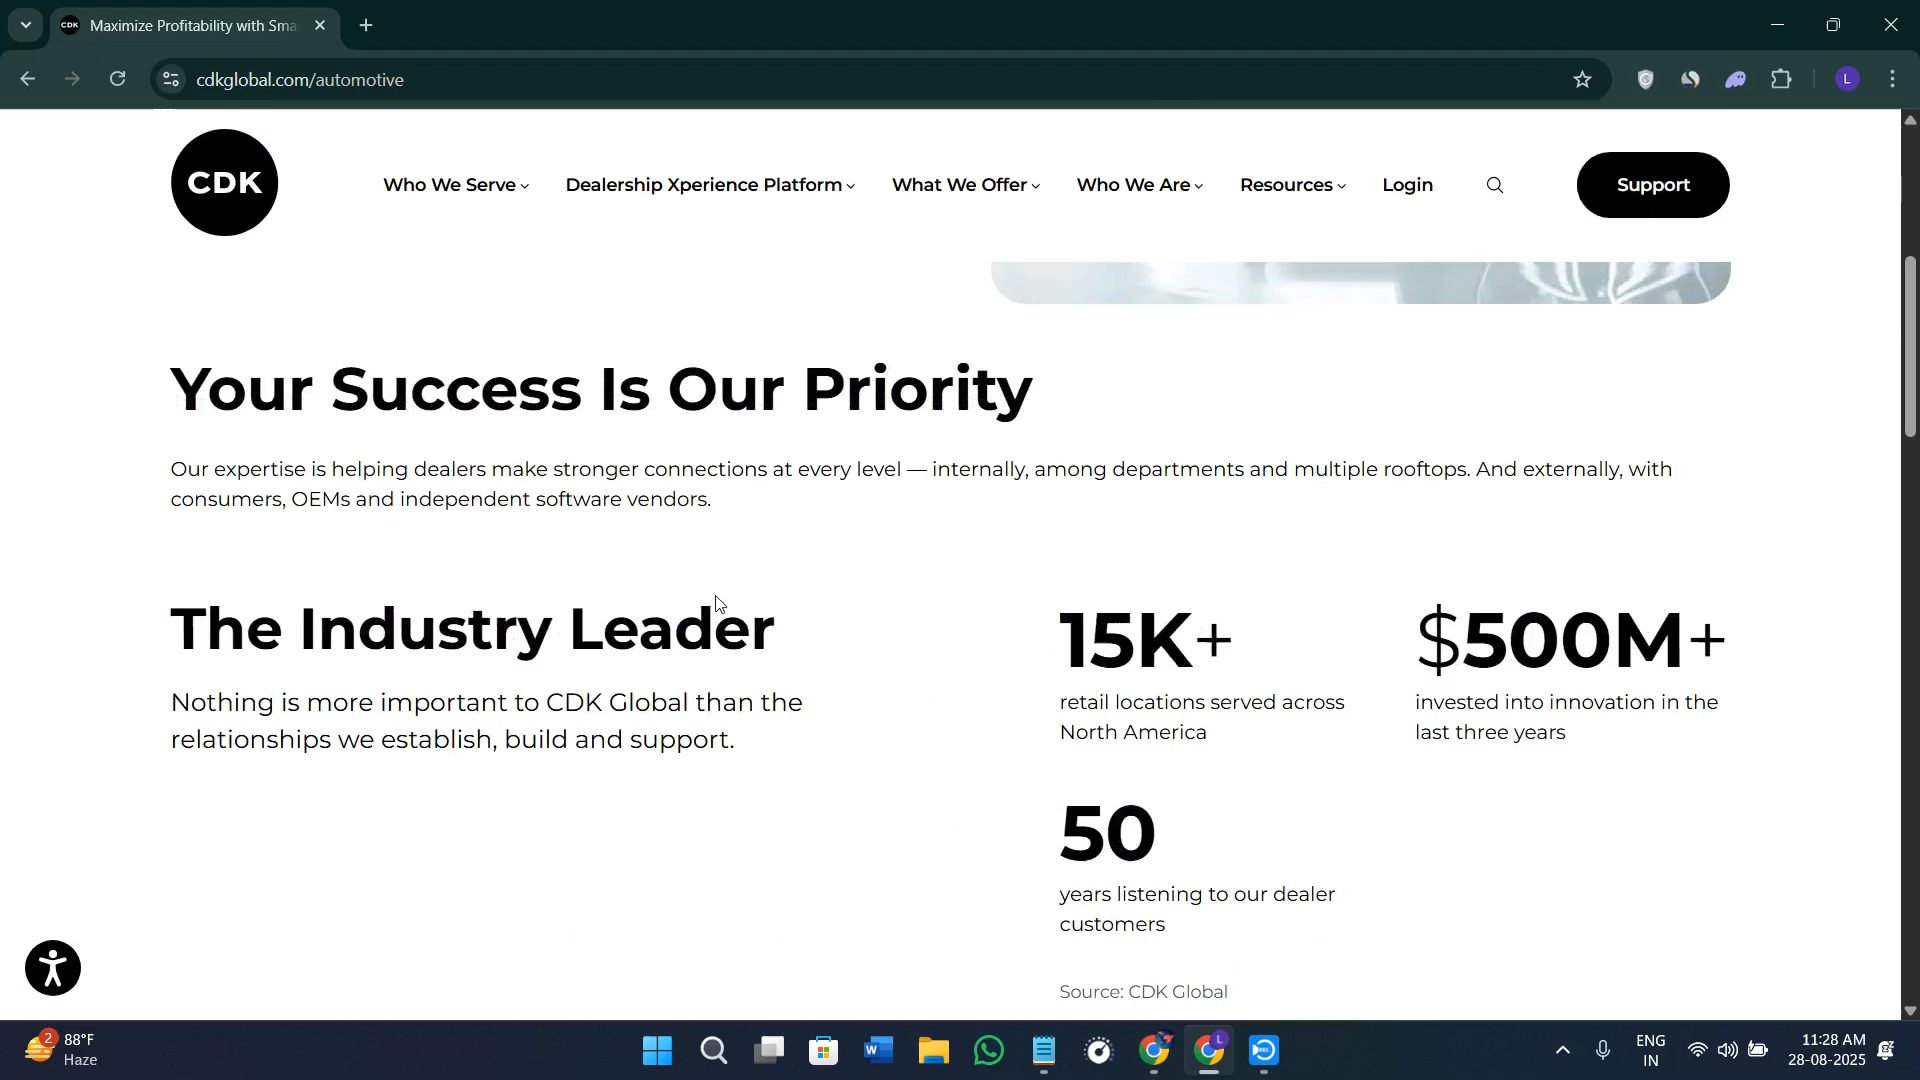 CDK
Maximize Profitability with Sma
cdkglobal.com/automotive
L
CDK
Who We Serve
Dealership Xperience Platform
What We Offer
Who We Are
Resources
Login
Support
Your Success Is Our Priority
Our expertise is helping dealers make stronger connections at every level — internally, among departments and multiple rooftops. And externally, with
consumers, OEMs and independent software vendors.
The Industry Leader
Nothing is more important to CDK Global than the
relationships we establish, build and support.
15K+
retail locations served across
North America
$500M+
invested into innovation in the
last three years
50
years listening to our dealer
customers
Source: CDK Global
2
88°F
Haze
W
L
REC
ENG
IN
11:28 AM
28-08-2025